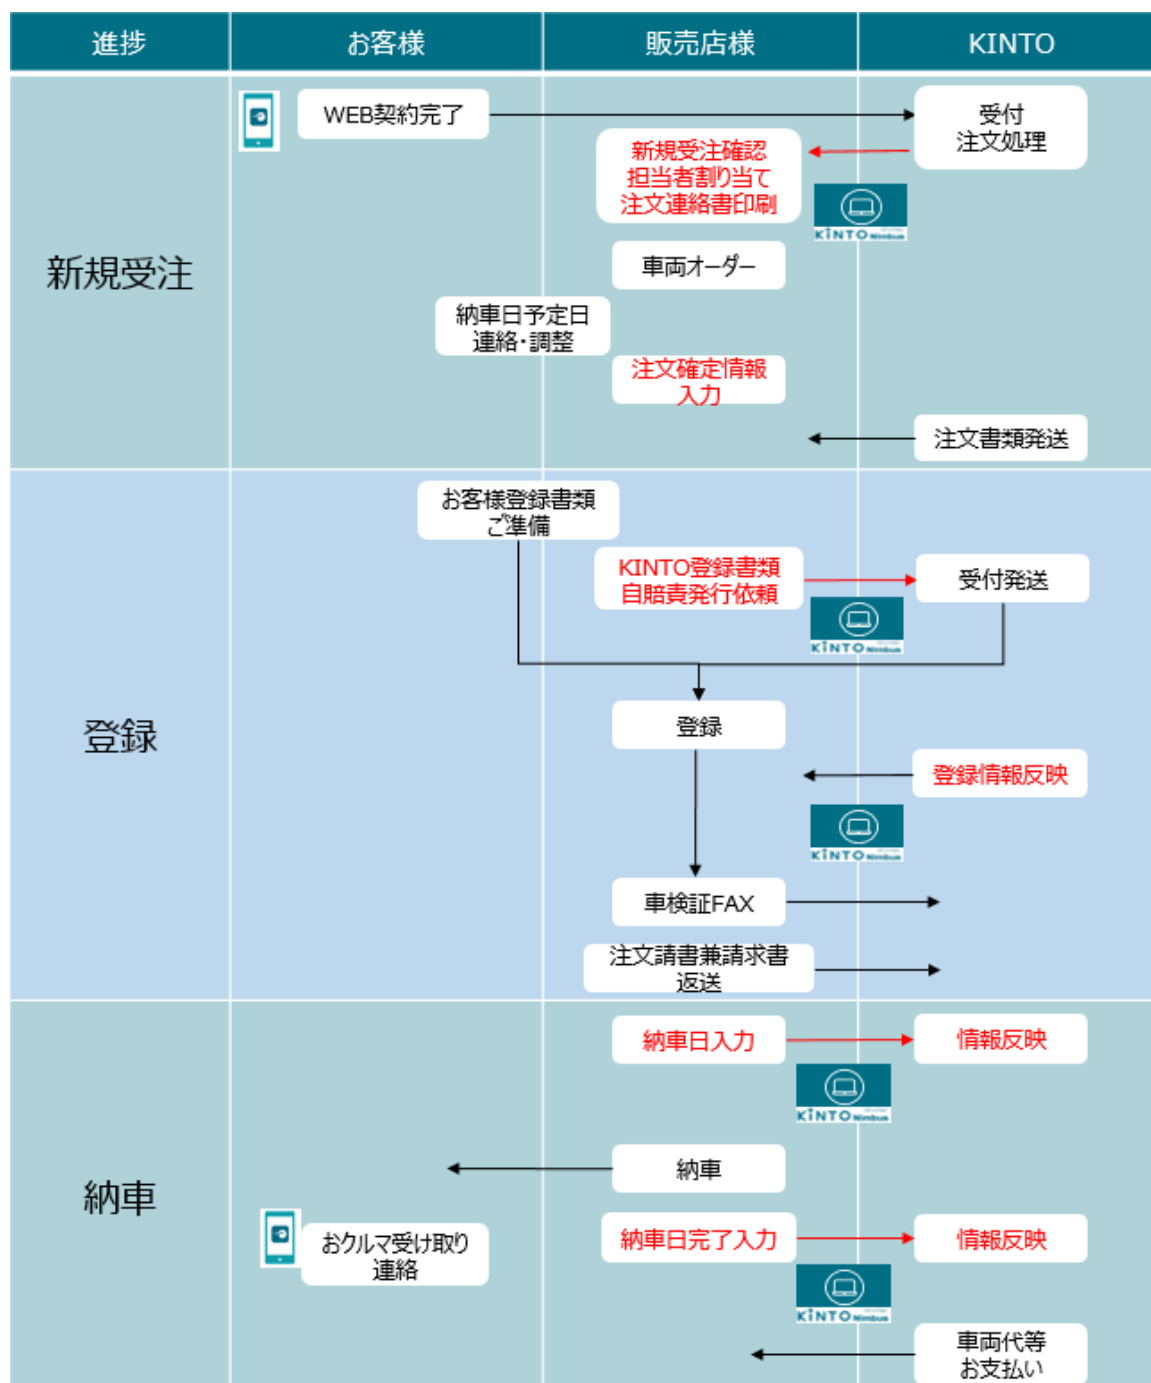 進捗
お客様
販売店様
KINTO
新規受注
WEB契約完了
受付
注文処理
新規受注確認
担当者割り当て
注文連絡書印刷
KINTO Nimbus
車両オーダー
納車日予定日
連絡・調整
注文確定情報
入力
注文書類発送
登録
お客様登録書類
ご準備
KINTO登録書類
自賠責発行依頼
受付発送
KINTO Nimbus
登録
登録情報反映
KINTO Nimbus
車検証FAX
注文請書兼請求書
返送
納車
納車日入力
情報反映
KINTO Nimbus
納車
おクルマ受け取り
連絡
納車日完了入力
情報反映
KINTO Nimbus
車両代等
お支払い